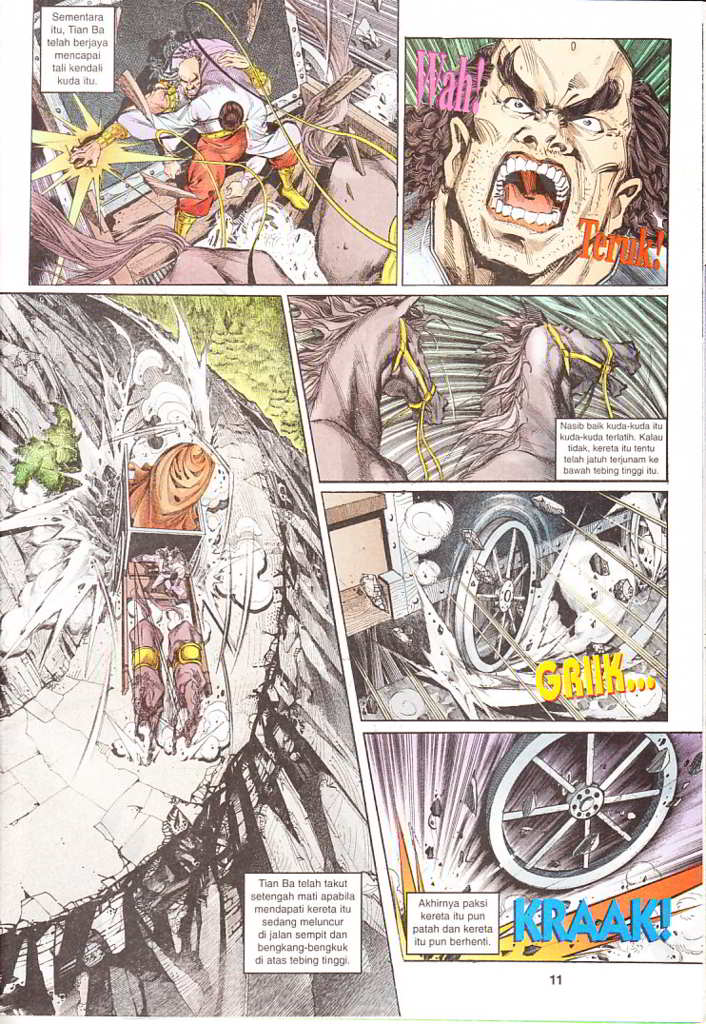 Sementara
itu, Tian Ba
telah berjaya
mencapai
tali kendali
kuda itu.
Wah!
Teruk!
Nasib baik kuda-kuda itu
kuda-kuda terlatih. Kalau
tidak, kereta itu tentu
telah jatuh terjunam ke
bawah tebing tinggi itu.
GRIIK...
Tian Ba telah takut
setengah mati apabila
mendapati kereta itu
sedang meluncur
di jalan sempit dan
bengkang-bengkuk
di atas tebing tinggi.
Akhirnya paksi
kereta itu pun
patah dan kereta
itu pun berhenti.
KRAAK!
11